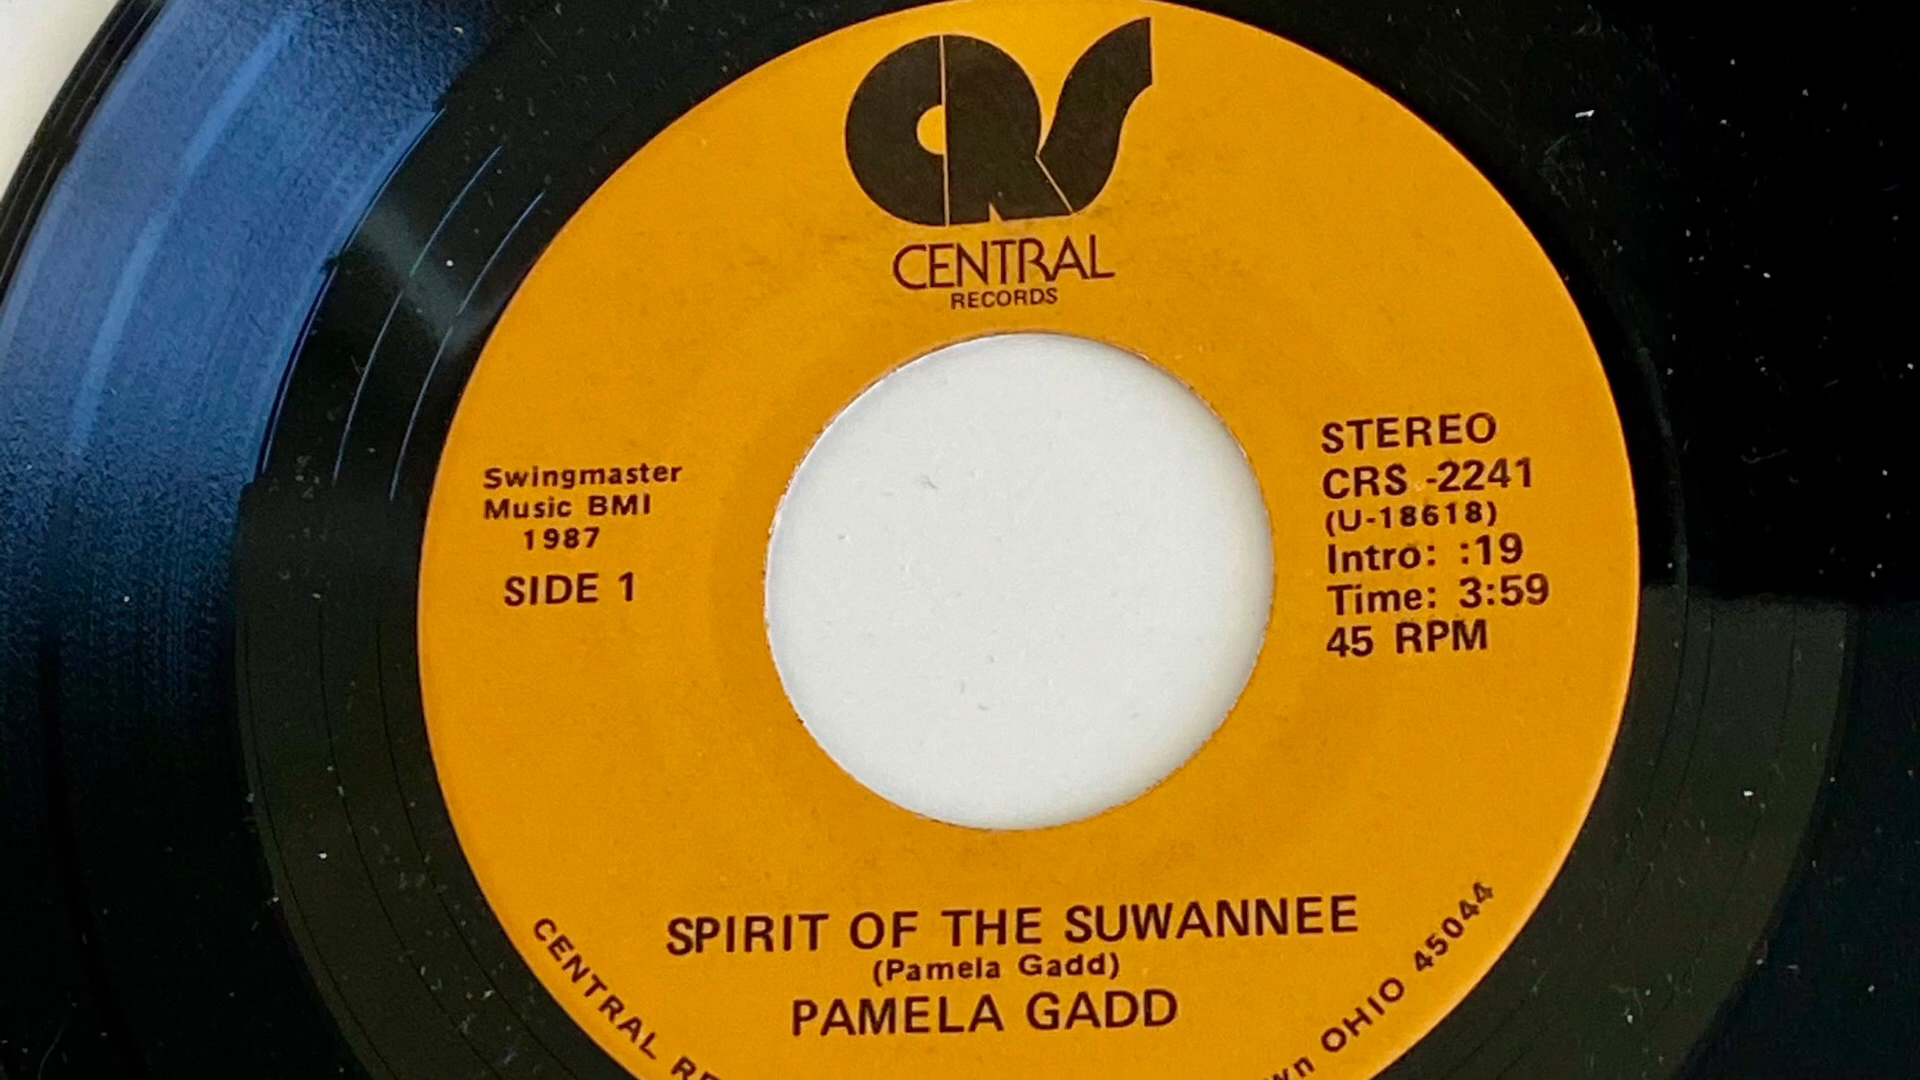 CRS
CENTRAL
RECORDS
Swingmaster
Music BMI
1987
SIDE 1
STEREO
CRS -2241
(U-18618)
Intro: :19
Time: 3:59
45 RPM
SPIRIT OF THE SUWANNEE
(Pamela Gadd)
PAMELA GADD
CENTRAL
OHIO 45044